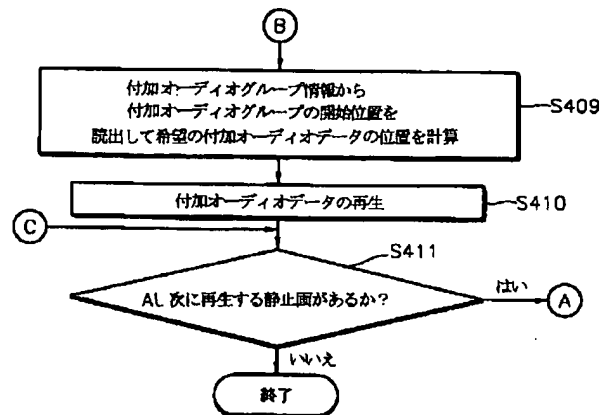 B
付加オーディオグループ情報から
付加オーディオグループの開始位置を
読出して希望の付加オーディオデータの位置を計算
S409
付加オーディオデータの再生
S410
C
S411
AL 次に再生する静止画があるか?
はい
A
いいえ
終了